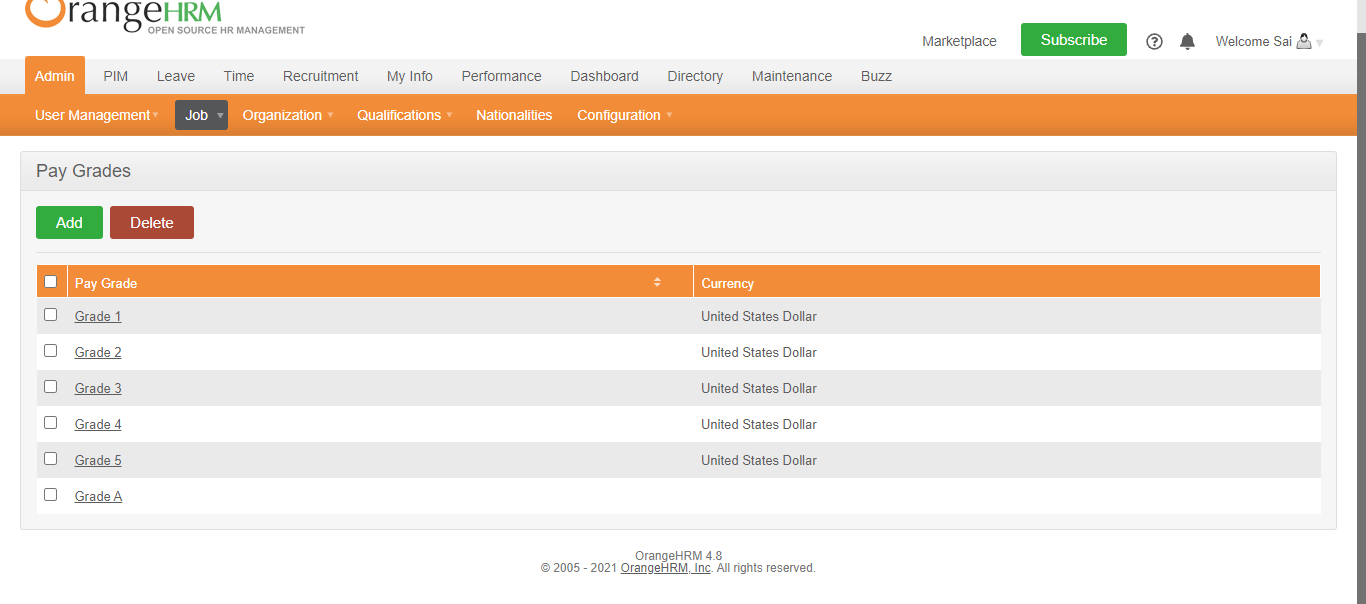 OrangeHRM
OPEN SOURCE HR MANAGEMENT
Marketplace Subscribe ? Welcome Sai
Admin PIM Leave Time Recruitment My Info Performance Dashboard Directory Maintenance Buzz
User Management Job Organization Qualifications Nationalities Configuration
Pay Grades
Add Delete
Pay Grade Currency
Grade 1 United States Dollar
Grade 2 United States Dollar
Grade 3 United States Dollar
Grade 4 United States Dollar
Grade 5 United States Dollar
Grade A
OrangeHRM 4.8
© 2005 - 2021 OrangeHRM, Inc. All rights reserved.